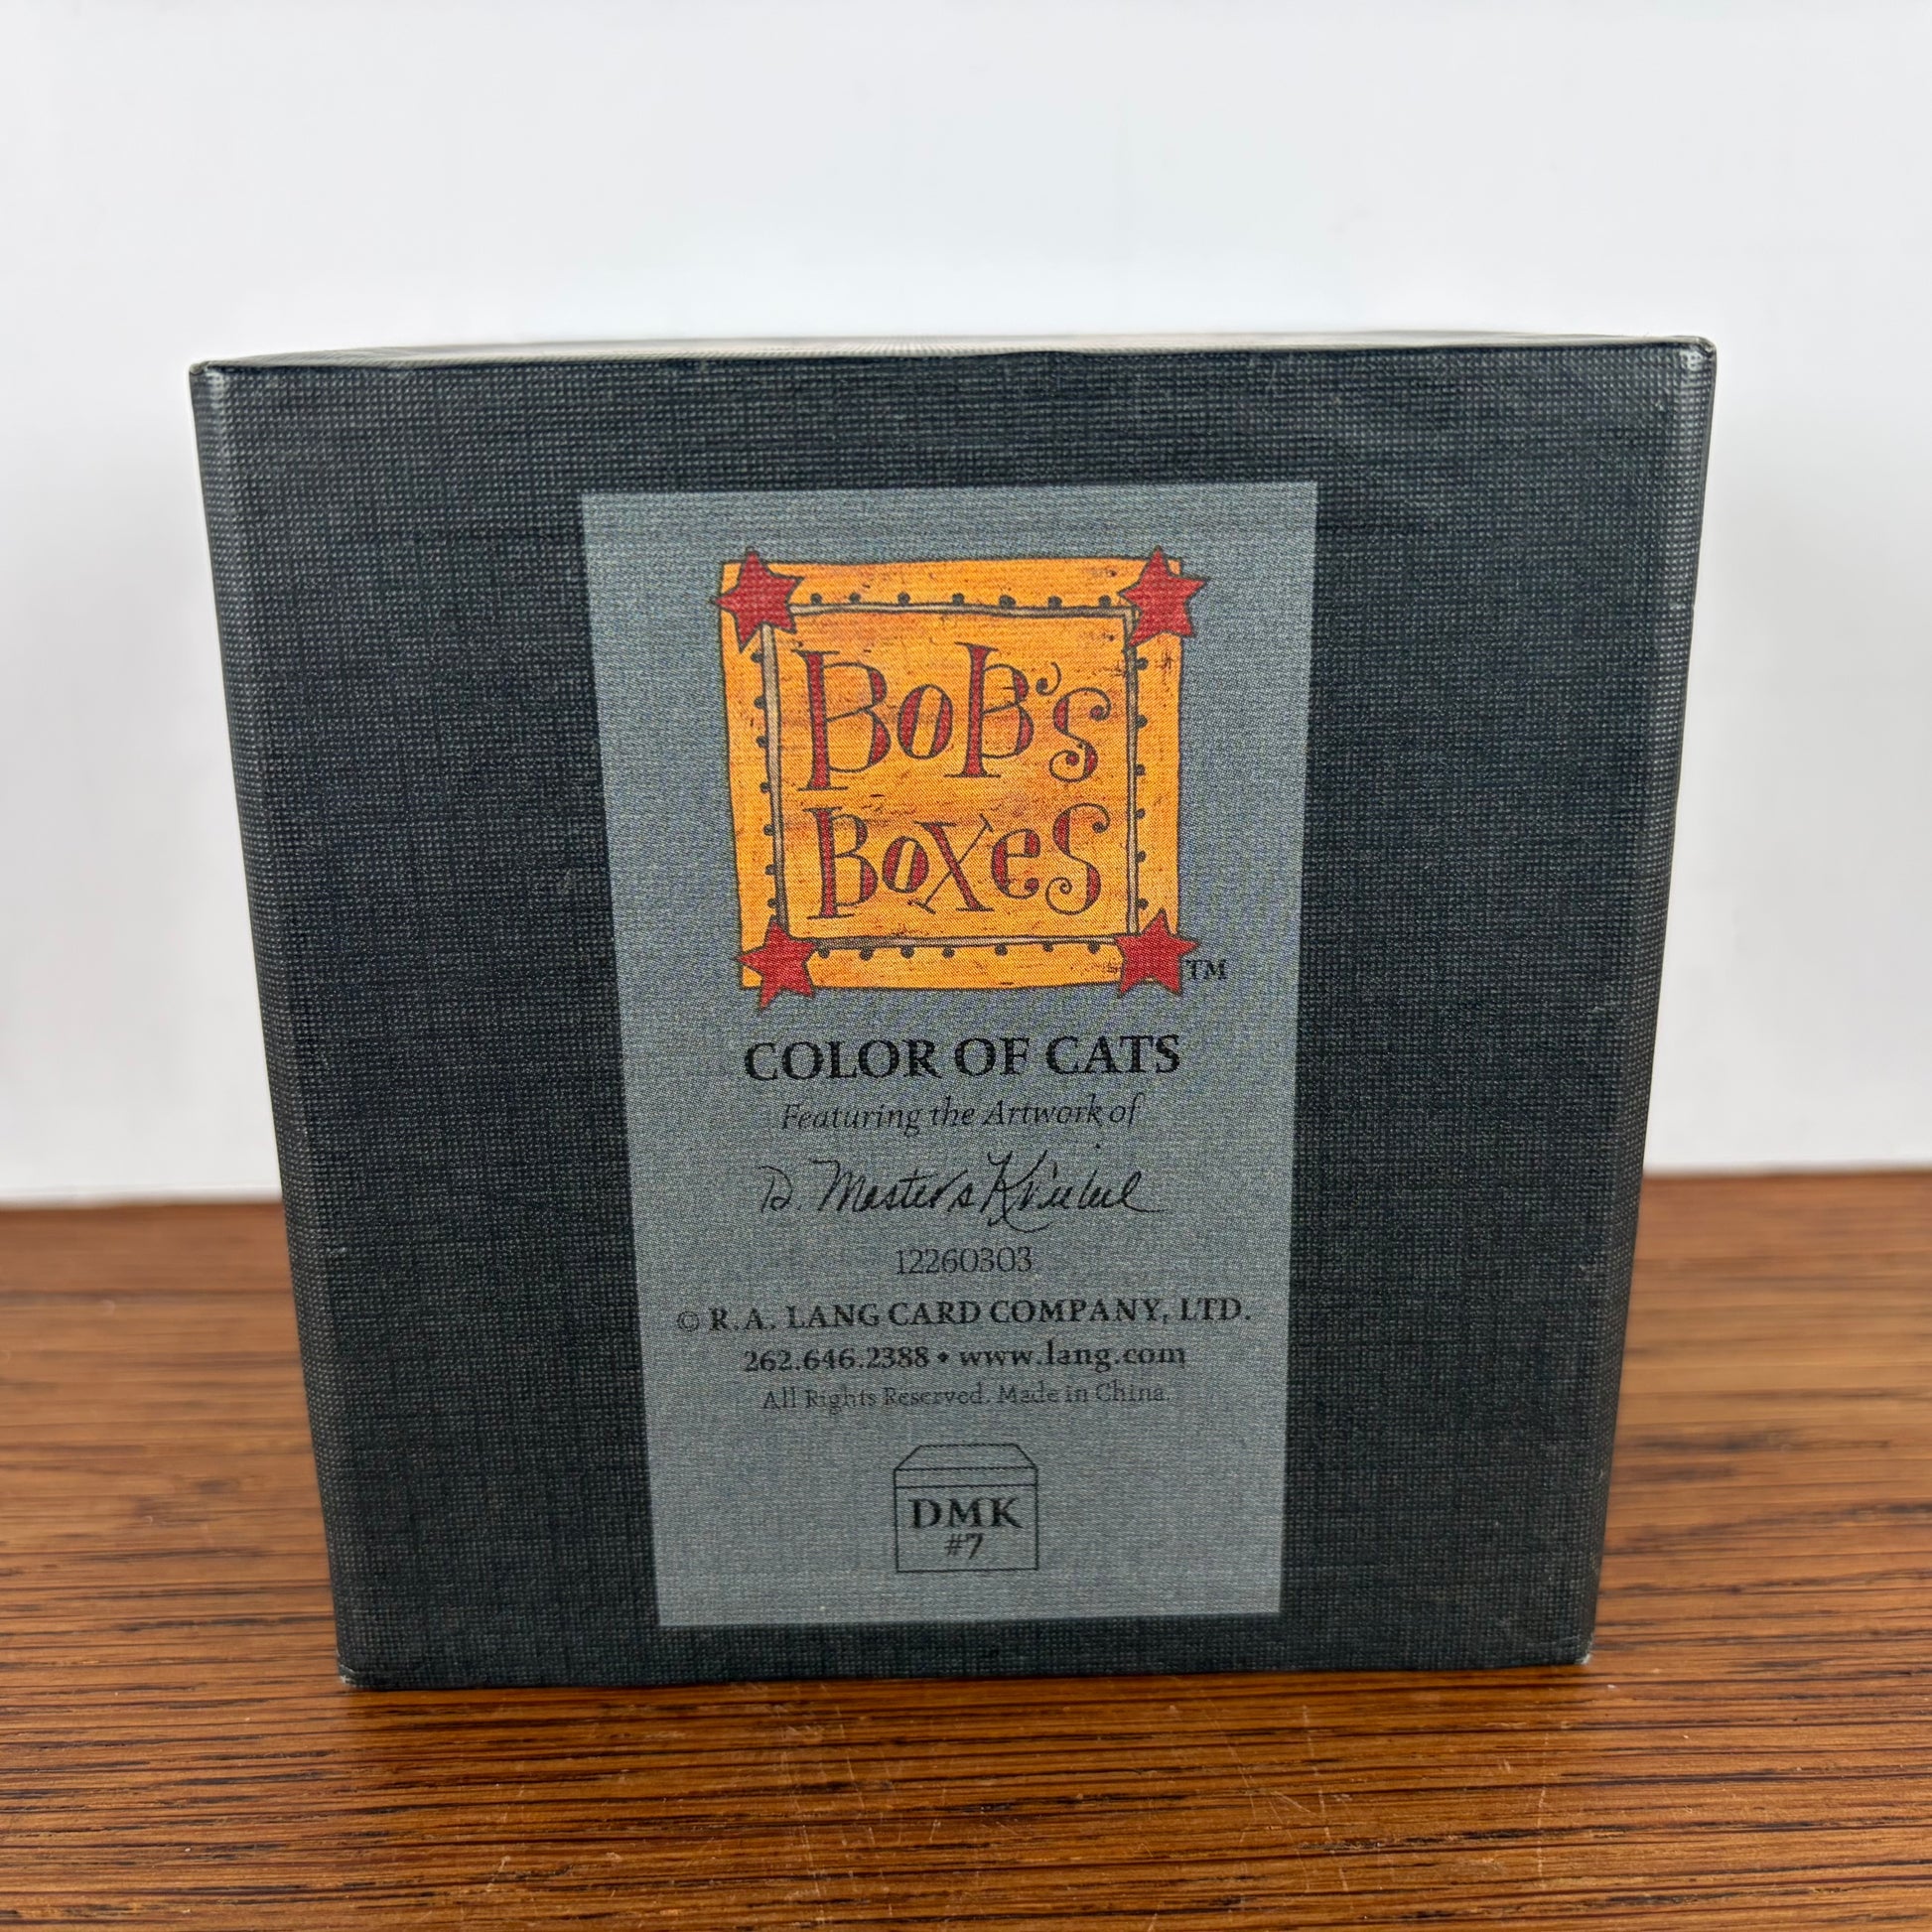 BOB'S
BOXES
TM
COLOR OF CATS
Featuring the Artwork of
D. Masters Kriebel
12260303
© R.A. LANG CARD COMPANY, LTD.
262.646.2388 • www.lang.com
All Rights Reserved. Made in China.
DMK
#7